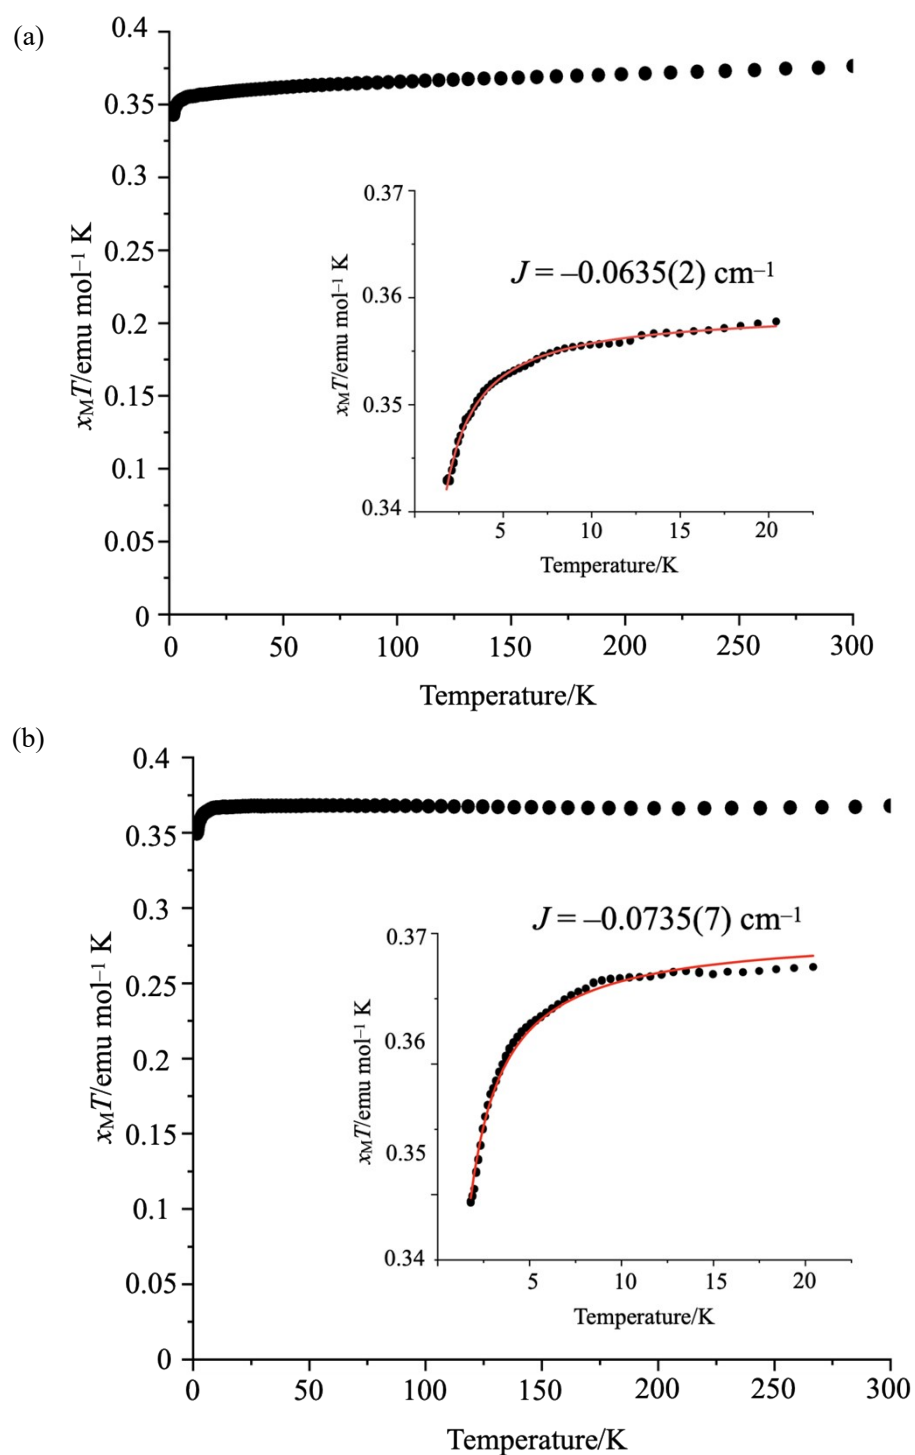 (a)
0.4
0.35
0.3
0.25
0.2
0.15
0.1
0.05
0
x_MT/emu mol⁻¹ K
0 50 100 150 200 250 300
Temperature/K
0.37
0.36
0.35
0.34
x_MT/emu mol⁻¹ K
J = –0.0635(2) cm⁻¹
5 10 15 20
Temperature/K
(b)
0.4
0.35
0.3
0.25
0.2
0.15
0.1
0.05
0
x_MT/emu mol⁻¹ K
0 50 100 150 200 250 300
Temperature/K
0.37
0.36
0.35
0.34
x_MT/emu mol⁻¹ K
J = –0.0735(7) cm⁻¹
5 10 15 20
Temperature/K